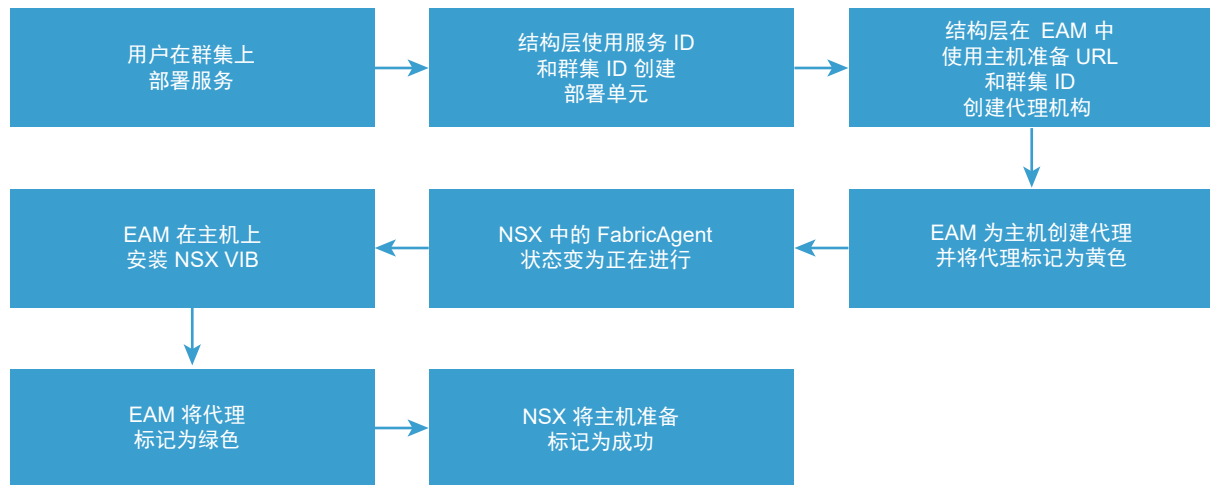 用户在群集上
部署服务
结构层使用服务 ID
和群集 ID 创建
部署单元
结构层在 EAM 中
使用主机准备 URL
和群集 ID
创建代理机构
EAM 为主机创建代理
并将代理标记为黄色
NSX 中的 FabricAgent
状态变为正在进行
EAM 在主机上
安装 NSX VIB
EAM 将代理
标记为绿色
NSX 将主机准备
标记为成功